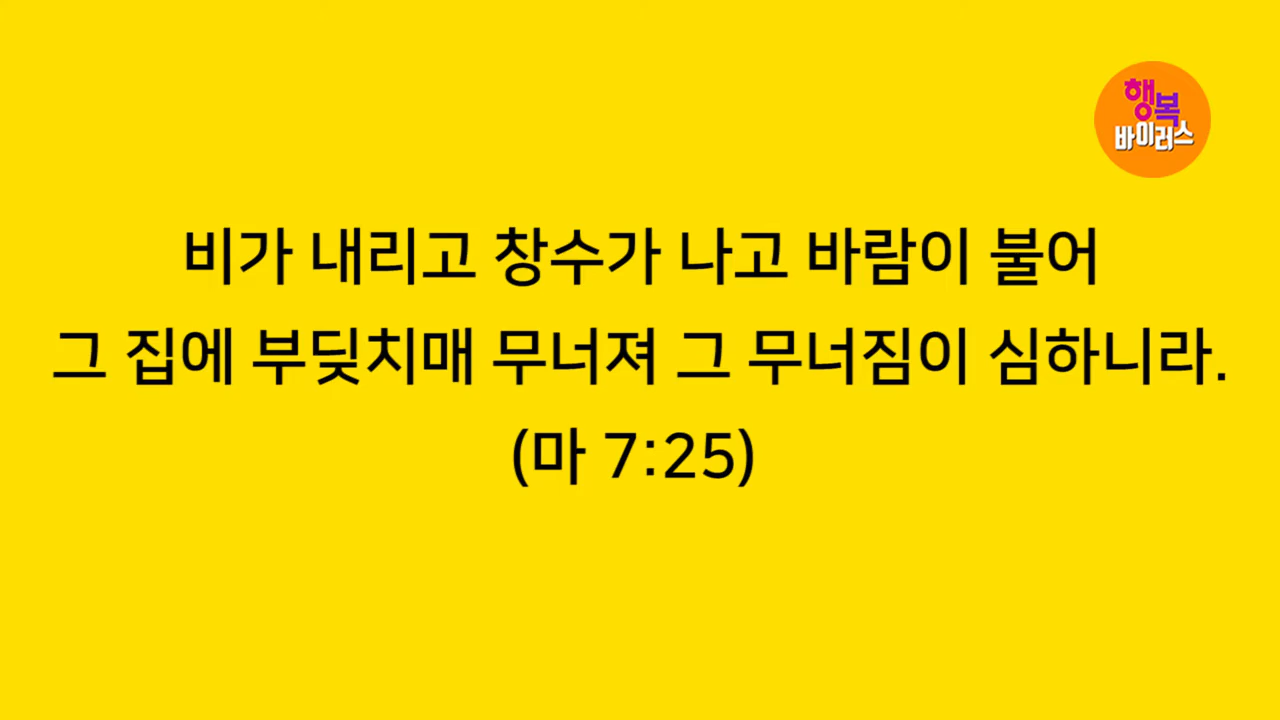 행복
바이러스
비가 내리고 창수가 나고 바람이 불어
그 집에 부딪치매 무너져 그 무너짐이 심하니라.
(마 7:25)